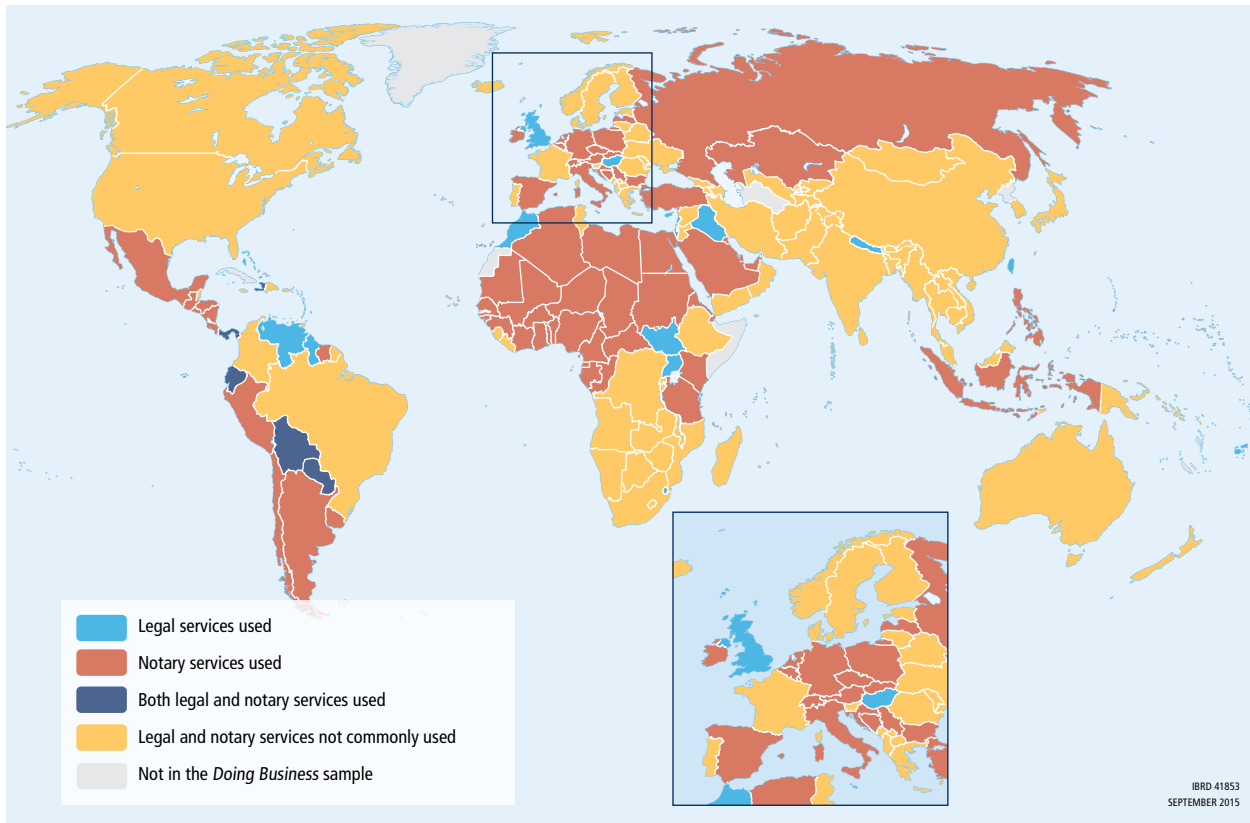 Legal services used
Notary services used
Both legal and notary services used
Legal and notary services not commonly used
Not in the Doing Business sample
IBRD 41853
SEPTEMBER 2015